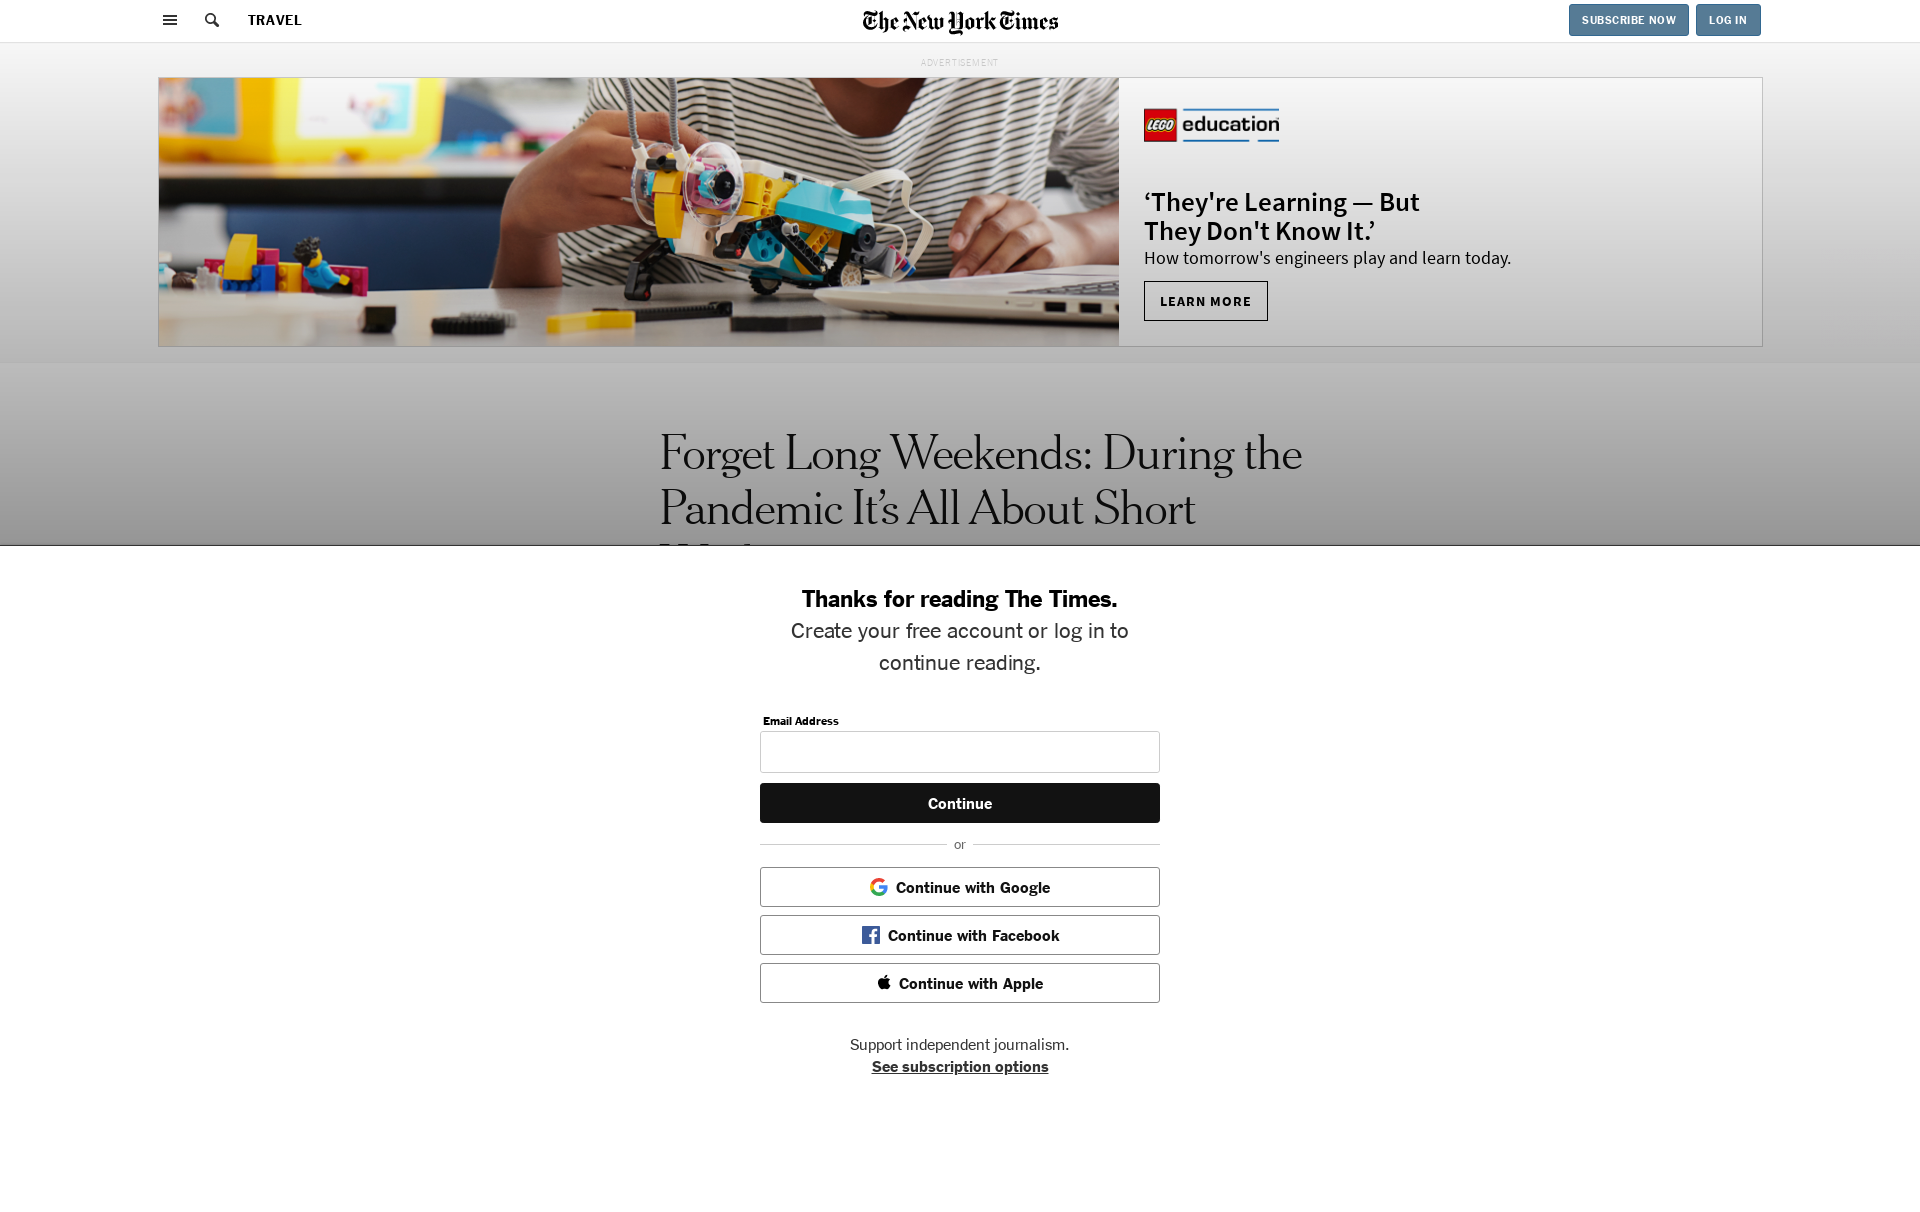 TRAVEL
The New York Times
SUBSCRIBE NOW
LOG IN
ADVERTISEMENT
LEGO education
‘They're Learning — But
They Don't Know It.’
How tomorrow's engineers play and learn today.
LEARN MORE
Forget Long Weekends: During the
Pandemic It’s All About Short
Thanks for reading The Times.
Create your free account or log in to
continue reading.
Email Address
Continue
or
Continue with Google
Continue with Facebook
Continue with Apple
Support independent journalism.
See subscription options